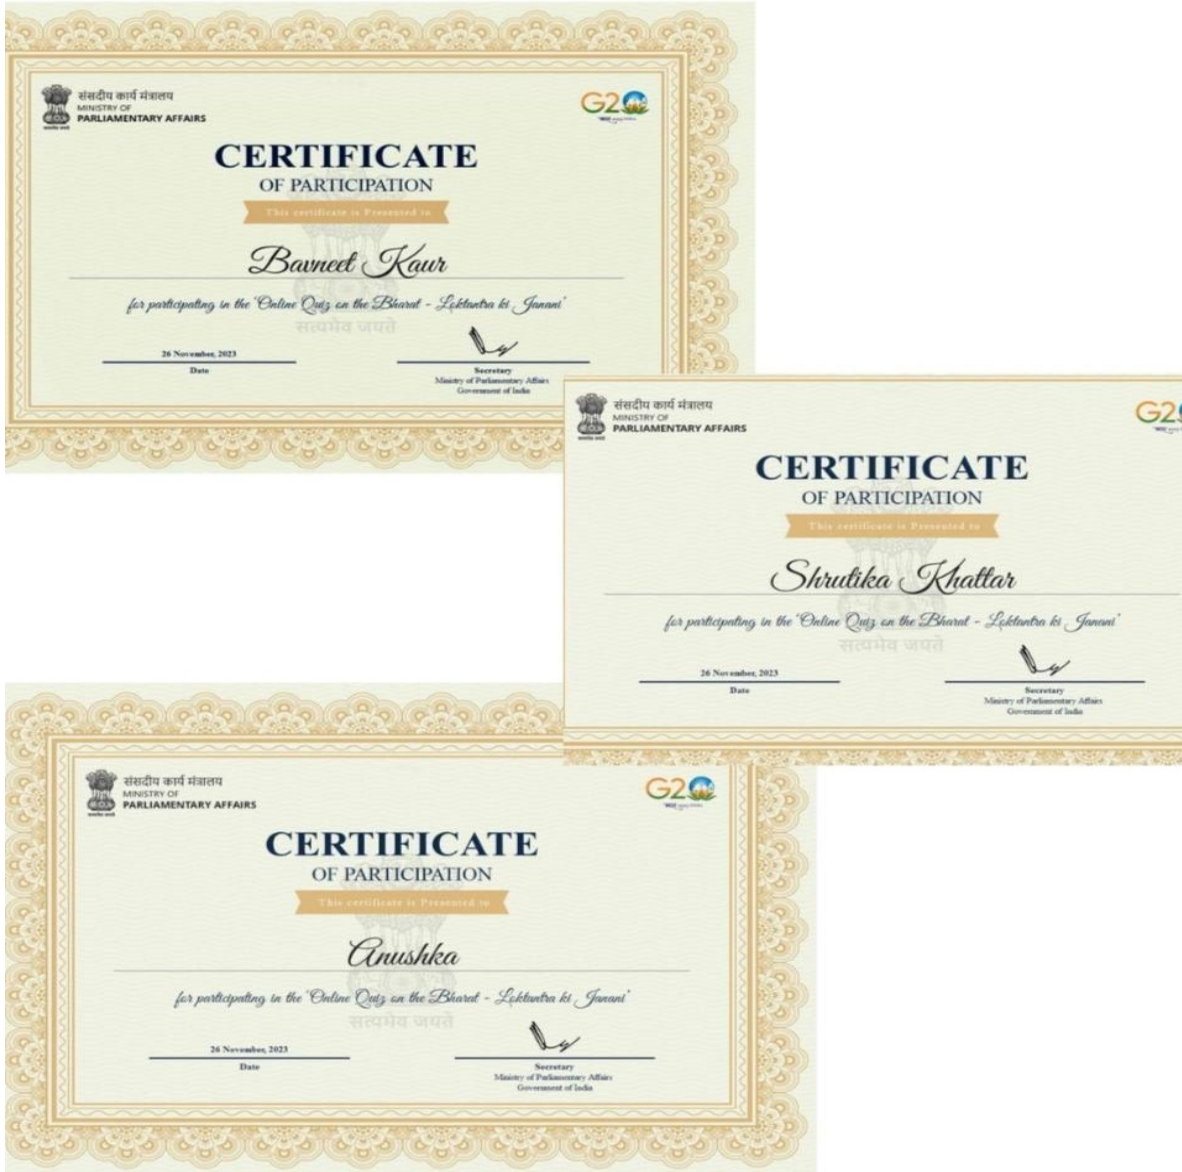 संसदीय कार्य मंत्रालय
MINISTRY OF
PARLIAMENTARY AFFAIRS
G20
CERTIFICATE
OF PARTICIPATION
This certificate is Presented to
Bavneet Kaur
for participating in the 'Online Quiz on the Bharat - Loktantra ki Janani'
सत्यमेव जयते
26 November, 2023
Date
Secretary
Ministry of Parliamentary Affairs
Government of India
संसदीय कार्य मंत्रालय
MINISTRY OF
PARLIAMENTARY AFFAIRS
G2
CERTIFICATE
OF PARTICIPATION
This certificate is Presented to
Shrutika Khattar
for participating in the 'Online Quiz on the Bharat - Loktantra ki Janani'
सत्यमेव जयते
26 November, 2023
Date
Secretary
Ministry of Parliamentary Affairs
Government of India
संसदीय कार्य मंत्रालय
MINISTRY OF
PARLIAMENTARY AFFAIRS
G20
CERTIFICATE
OF PARTICIPATION
This certificate is Presented to
Anushka
for participating in the 'Online Quiz on the Bharat - Loktantra ki Janani'
सत्यमेव जयते
26 November, 2023
Date
Secretary
Ministry of Parliamentary Affairs
Government of India